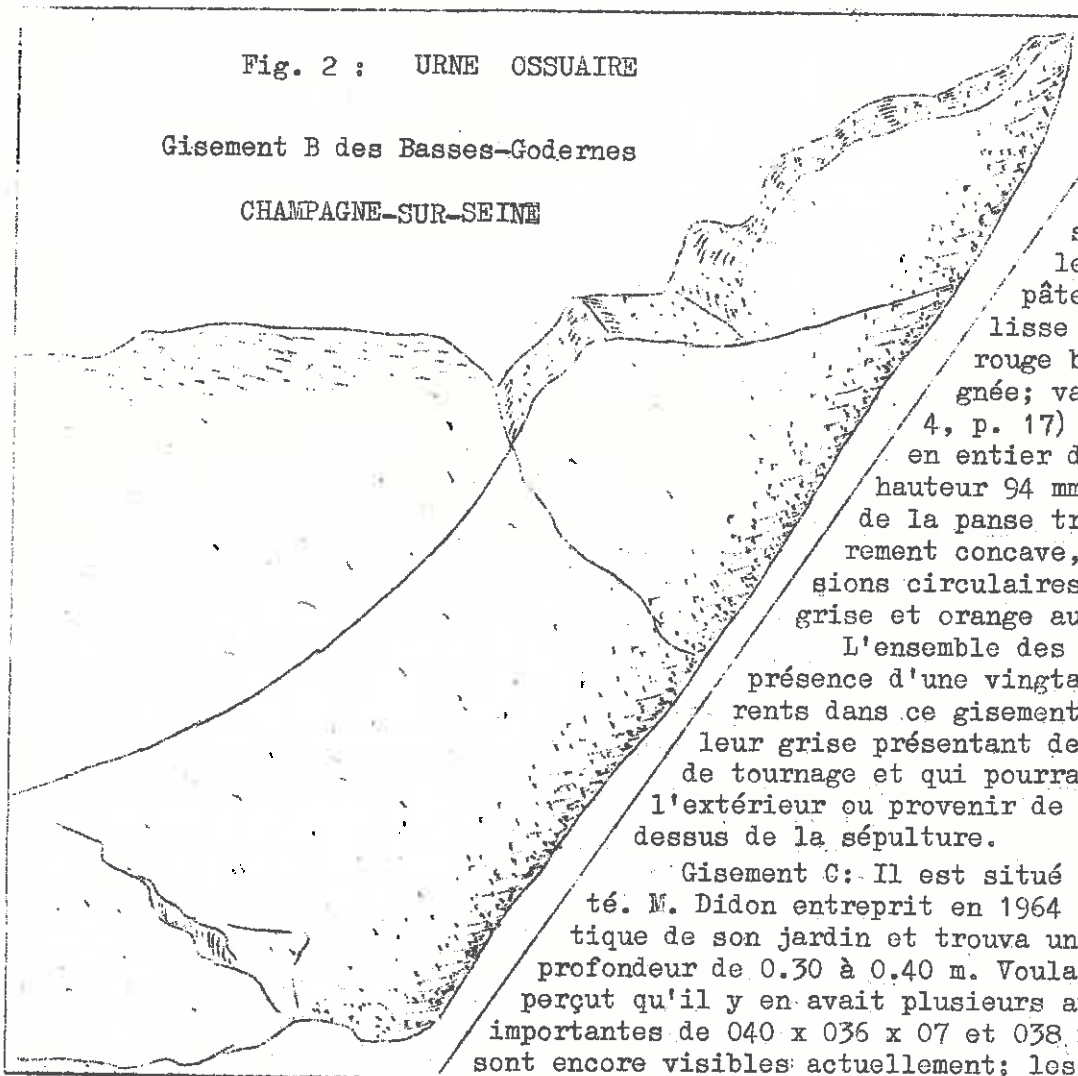 Fig. 2 : URNE OSSUAIRE
Gisement B des Basses-Godernes
CHAMPAGNE-SUR-SEINE
s
le
pâte
lisse
rouge b
gnée; va
4, p. 17)
en entier d
hauteur 94 mm
de la panse tr
rement concave,
sions circulaires
grise et orange au
L'ensemble des
présence d'une vingta
rents dans ce gisement
leur grise présentant de
de tournage et qui pourra
l'extérieur ou provenir de
dessus de la sépulture.
Gisement C: Il est situé
té. M. Didon entreprit en 1964
tique de son jardin et trouva un
profondeur de 0.30 à 0.40 m. Voula
perçut qu'il y en avait plusieurs a
importantes de 040 x 036 x 07 et 038
sont encore visibles actuellement; les